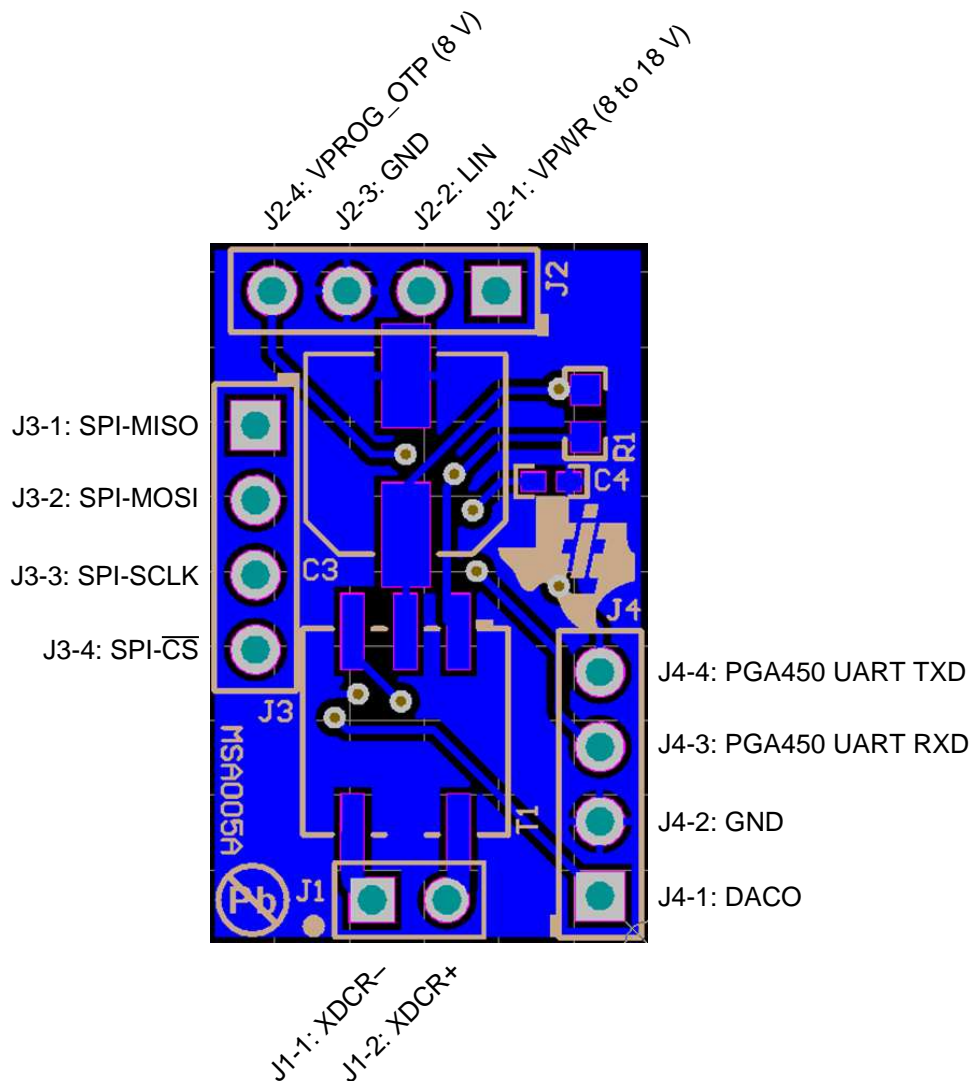 J2-4: VPROG_OTP (8 V)
J2-3: GND
J2-2: LIN
J2-1: VPWR (8 to 18 V)
J2
J3-1: SPI-MISO
R1
C4
J3-2: SPI-MOSI
J3-3: SPI-SCLK
C3
J4
J3-4: SPI-C̅S̅
J4-4: PGA450 UART TXD
J3
J4-3: PGA450 UART RXD
MSA005A
T1
J4-2: GND
Pb
J1
J4-1: DACO
J1-1: XDCR–
J1-2: XDCR+